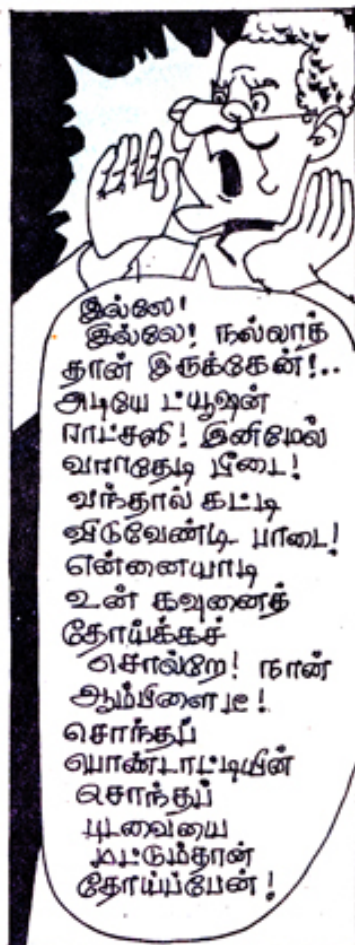 இல்லே!
இல்லே! நல்லாத்
தான் இருக்கேன்!..
அடியே ட்யூஷன்
ராட்சஸி! இனிமேல்
வராதேடி பீடை!
வந்தால் கட்டி
விடுவேண்டி பாடை!
என்னையாடி
உன் கவுனைத்
தோய்க்கச்
சொல்றே! நான்
ஆம்பிளை டீ!
சொந்தப்
பொண்டாட்டியின்
சொந்தப்
புடவையை
மட்டும்தான்
தோய்ப்பேன்!